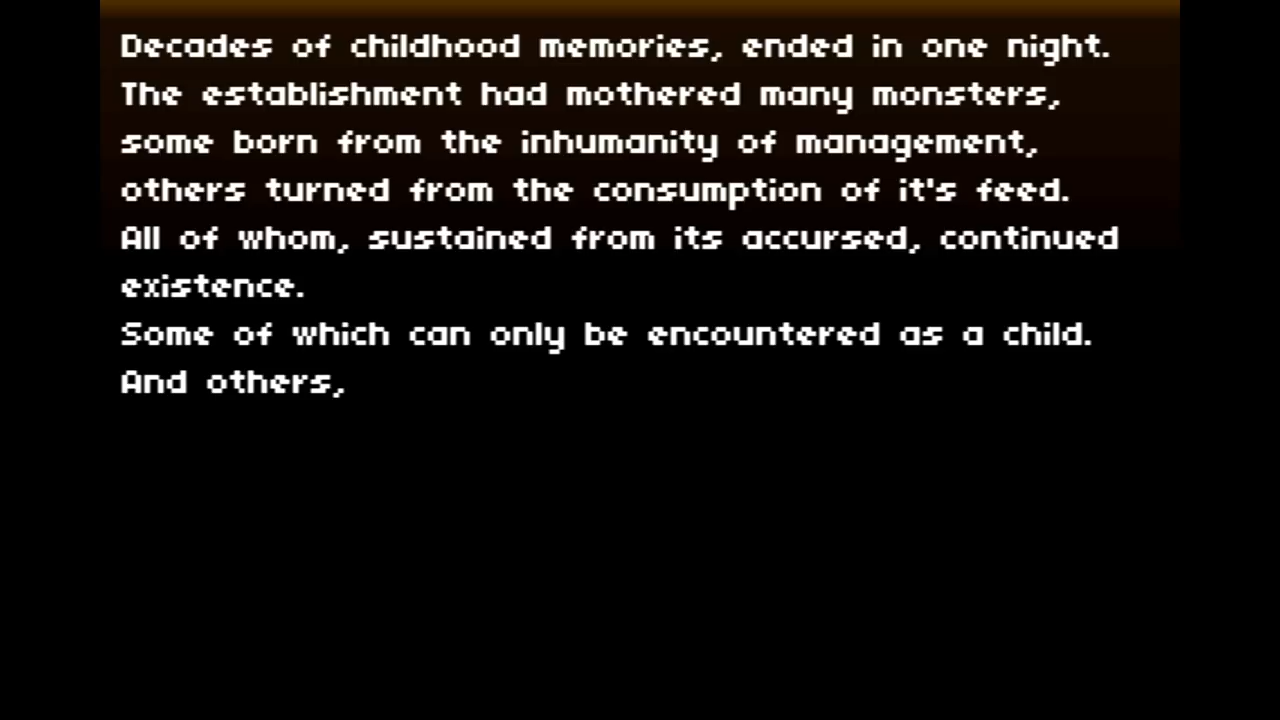 Decades of childhood memories, ended in one night.
The establishment had mothered many monsters,
some born from the inhumanity of management,
others turned from the consumption of it's feed.
All of whom, sustained from its accursed, continued
existence.
Some of which can only be encountered as a child.
And others,